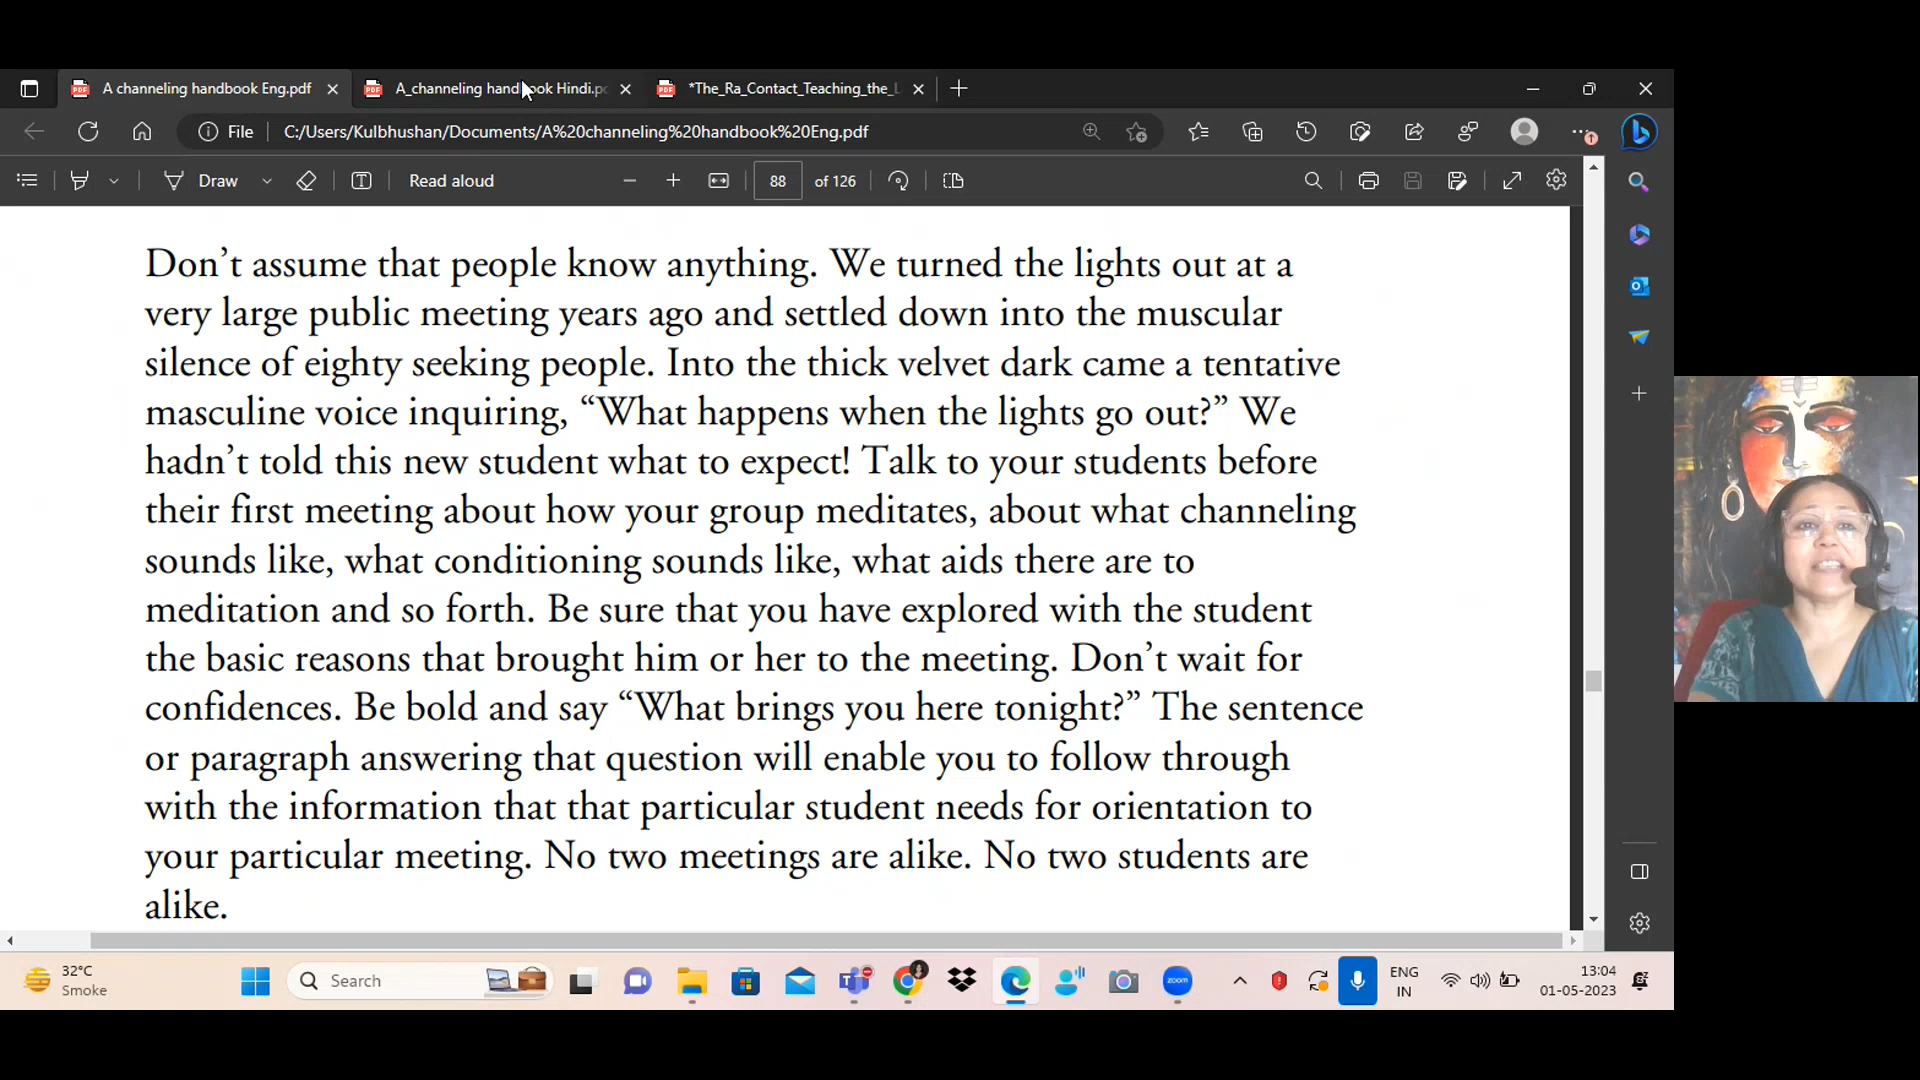 A channeling handbook Eng.pdf
A_channeling handbook Hindi.p
*The_Ra_Contact_Teaching_the_L
File
C:/Users/Kulbhushan/Documents/A%20channeling%20handbook%20Eng.pdf
Draw
Read aloud
88
of 126
Don’t assume that people know anything. We turned the lights out at a
very large public meeting years ago and settled down into the muscular
silence of eighty seeking people. Into the thick velvet dark came a tentative
masculine voice inquiring, “What happens when the lights go out?” We
hadn’t told this new student what to expect! Talk to your students before
their first meeting about how your group meditates, about what channeling
sounds like, what conditioning sounds like, what aids there are to
meditation and so forth. Be sure that you have explored with the student
the basic reasons that brought him or her to the meeting. Don’t wait for
confidences. Be bold and say “What brings you here tonight?” The sentence
or paragraph answering that question will enable you to follow through
with the information that that particular student needs for orientation to
your particular meeting. No two meetings are alike. No two students are
alike.
32°C
Smoke
Search
zoom
ENG
IN
13:04
01-05-2023